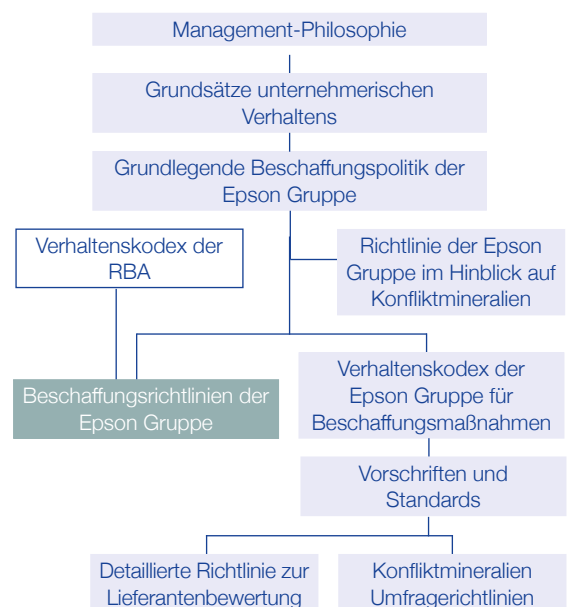 Management-Philosophie
Grundsätze unternehmerischen
Verhaltens
Grundlegende Beschaffungspolitik der
Epson Gruppe
Verhaltenskodex der
RBA
Richtlinie der Epson
Gruppe im Hinblick auf
Konfliktmineralien
Beschaffungsrichtlinien der
Epson Gruppe
Verhaltenskodex der
Epson Gruppe für
Beschaffungsmaßnahmen
Vorschriften und
Standards
Detaillierte Richtlinie zur
Lieferantenbewertung
Konfliktmineralien
Umfragerichtlinien